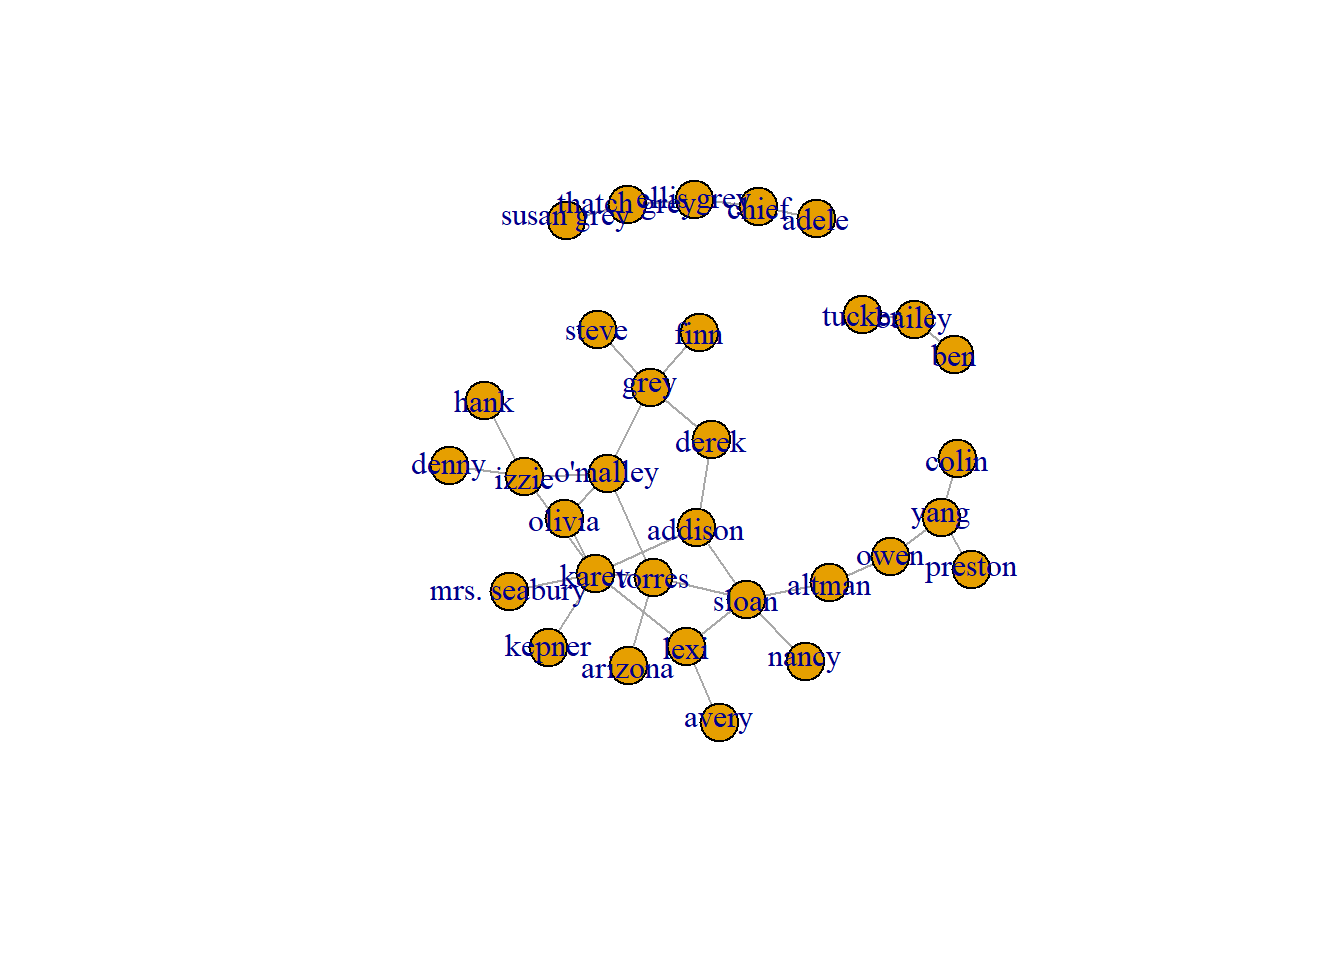 ellis grey
thatch grey
chief
susan grey
adele
tucker
bailey
steve
finn
ben
grey
hank
derek
colin
denny
o'malley
izzie
yang
olivia
addison
owen
preston
karev
torres
altman
mrs. seabury
sloan
kepner
lexi
nancy
arizona
avery